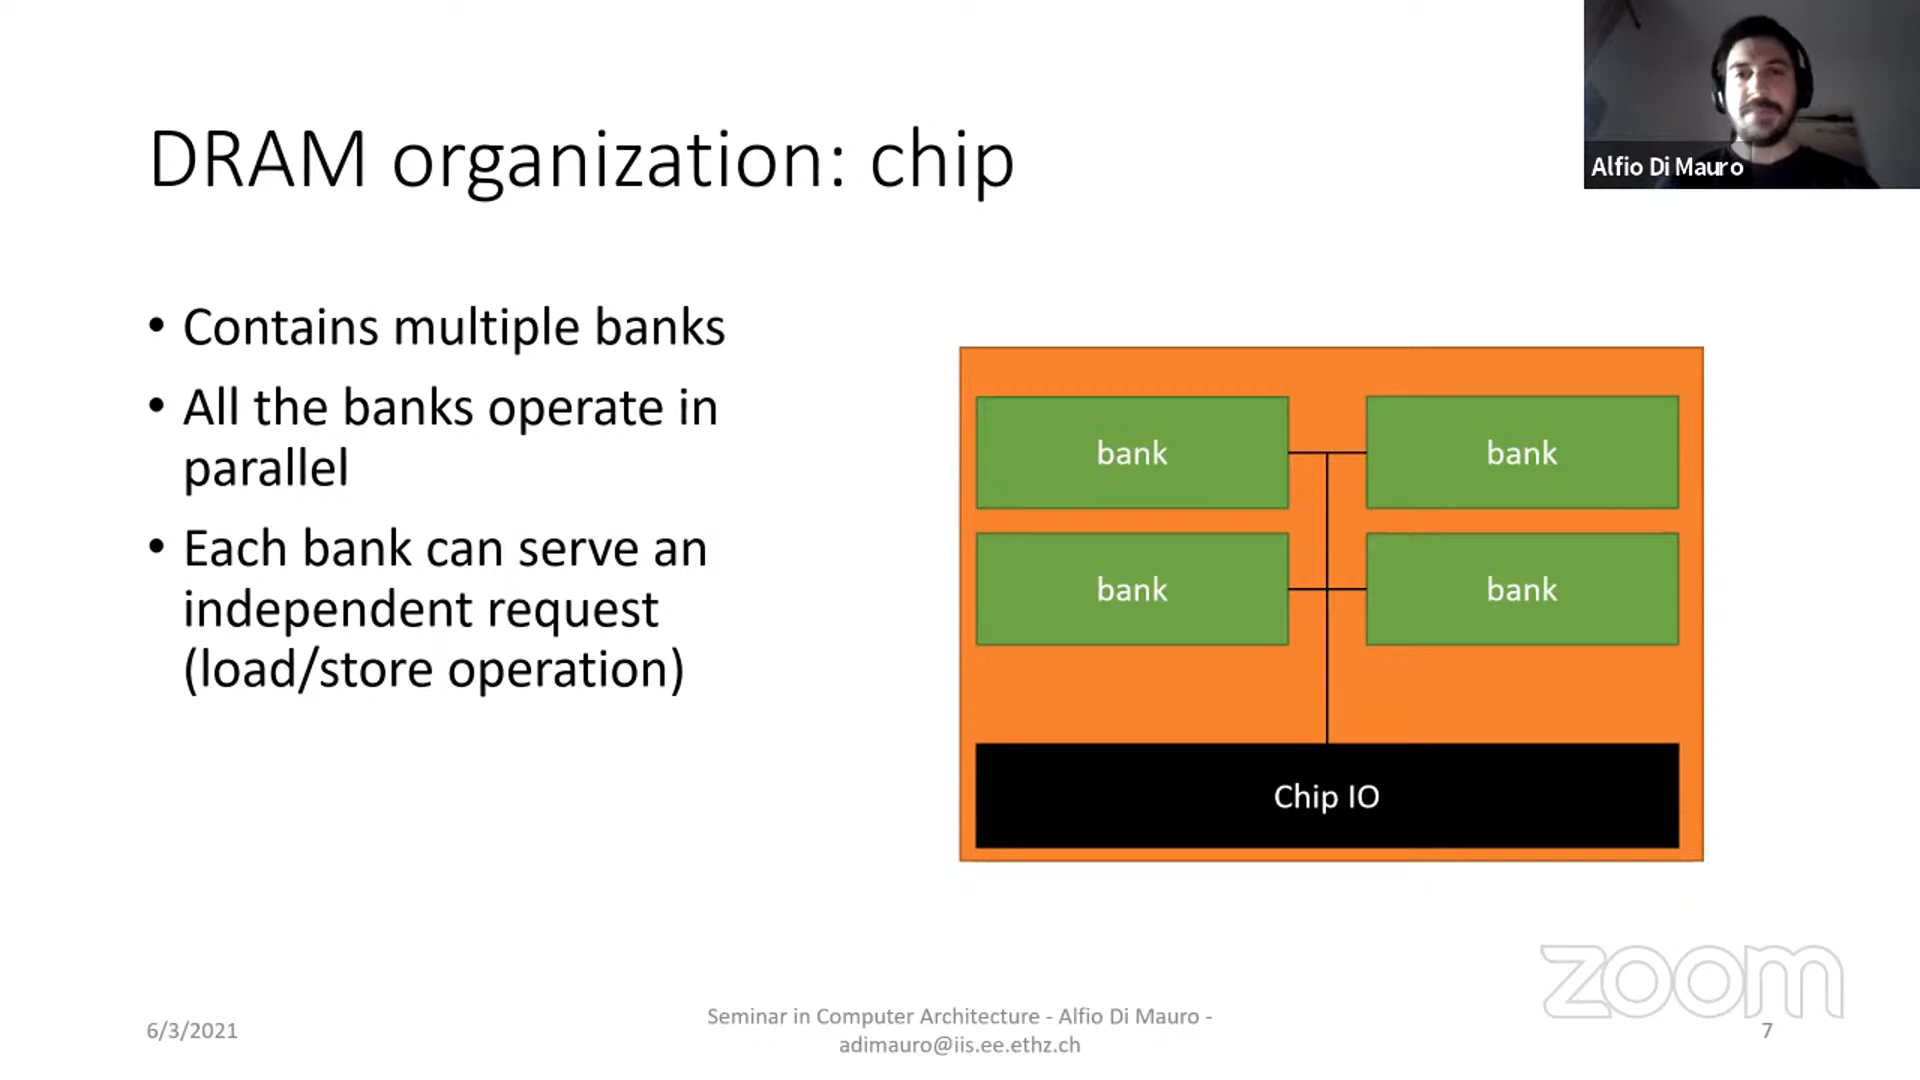 Alfio Di Mauro
DRAM organization: chip
• Contains multiple banks
• All the banks operate in
parallel
• Each bank can serve an
independent request
(load/store operation)
bank
bank
bank
bank
Chip IO
zoom
6/3/2021
Seminar in Computer Architecture - Alfio Di Mauro -
adimauro@iis.ee.ethz.ch
7